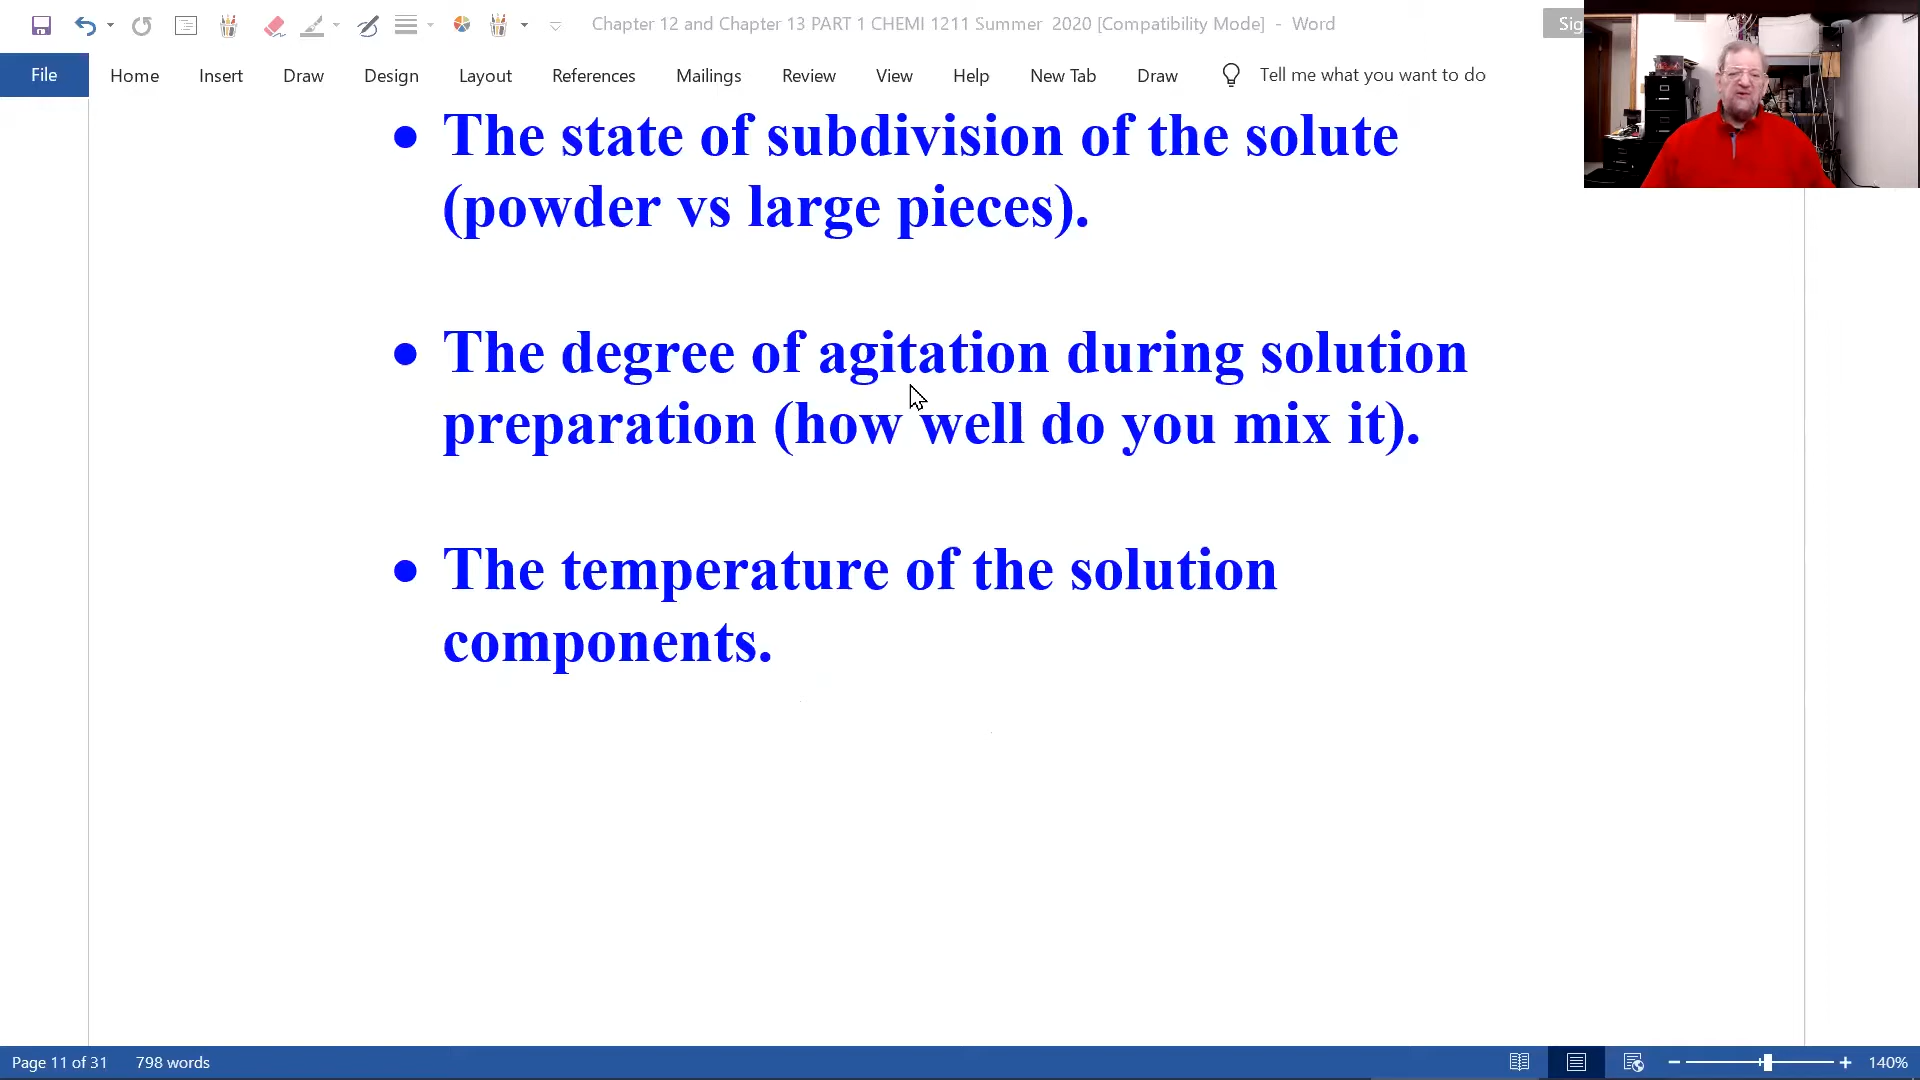 Chapter 12 and Chapter 13 PART 1 CHEMI 1211 Summer 2020 [Compatibility Mode] - Word
Sig
File Home Insert Draw Design Layout References Mailings Review View Help New Tab Draw Tell me what you want to do
• The state of subdivision of the solute
(powder vs large pieces).
• The degree of agitation during solution
preparation (how well do you mix it).
• The temperature of the solution
components.
Page 11 of 31 798 words 140%